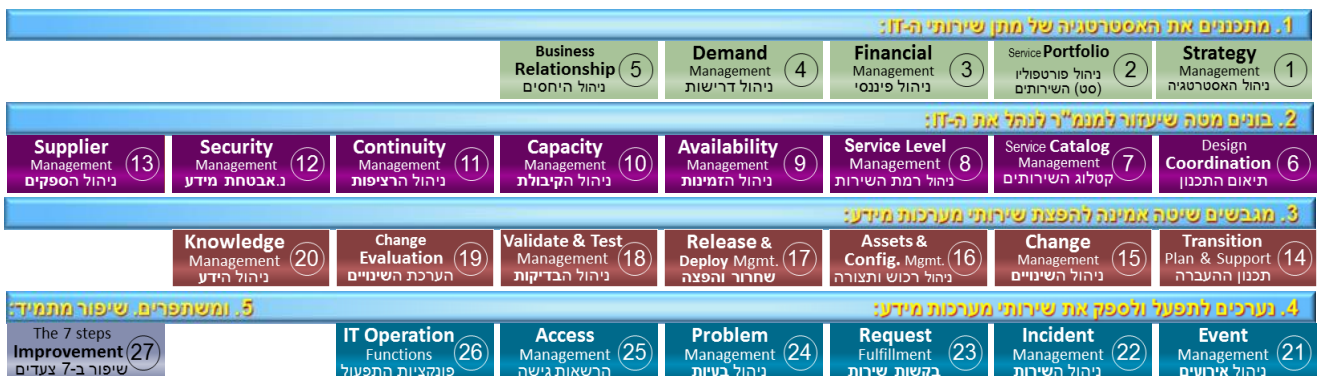 1. מתכננים את האסטרטגיה של מתן שירותי ה-IT:
Strategy
Management
ניהול האסטרטגיה
1
Service Portfolio
ניהול פורטפוליו
(סט) השירותים
2
Financial
Management
ניהול פיננסי
3
Demand
Management
ניהול דרישות
4
Business
Relationship
ניהול היחסים
5
2. בונים מטה שיעזור למנמ"ר לנהל את ה-IT:
Design
Coordination
תיאום התכנון
6
Service Catalog
Management
קטלוג השירותים
7
Service Level
Management
ניהול רמת השירות
8
Availability
Management
ניהול הזמינות
9
Capacity
Management
ניהול הקיבולת
10
Continuity
Management
ניהול הרציפות
11
Security
Management
נ.אבטחת מידע
12
Supplier
Management
ניהול הספקים
13
3. מגבשים שיטה אמינה להפצת שירותי מערכות מידע:
Transition
Plan & Support
תכנון ההעברה
14
Change
Management
ניהול השינויים
15
Assets &
Config. Mgmt.
ניהול רכוש ותצורה
16
Release &
Deploy Mgmt.
שחרור והפצה
17
Validate & Test
Management
ניהול הבדיקות
18
Change
Evaluation
הערכת השינויים
19
Knowledge
Management
ניהול הידע
20
4. נערכים לתפעל ולספק את שירותי מערכות מידע:
5. ומשתפרים. שיפור מתמיד:
Event
Management
ניהול אירועים
21
Incident
Management
ניהול השירות
22
Request
Fulfillment
בקשות שירות
23
Problem
Management
ניהול בעיות
24
Access
Management
הרשאות גישה
25
IT Operation
Functions
פונקציות התפעול
26
The 7 steps
Improvement
שיפור ב-7 צעדים
27